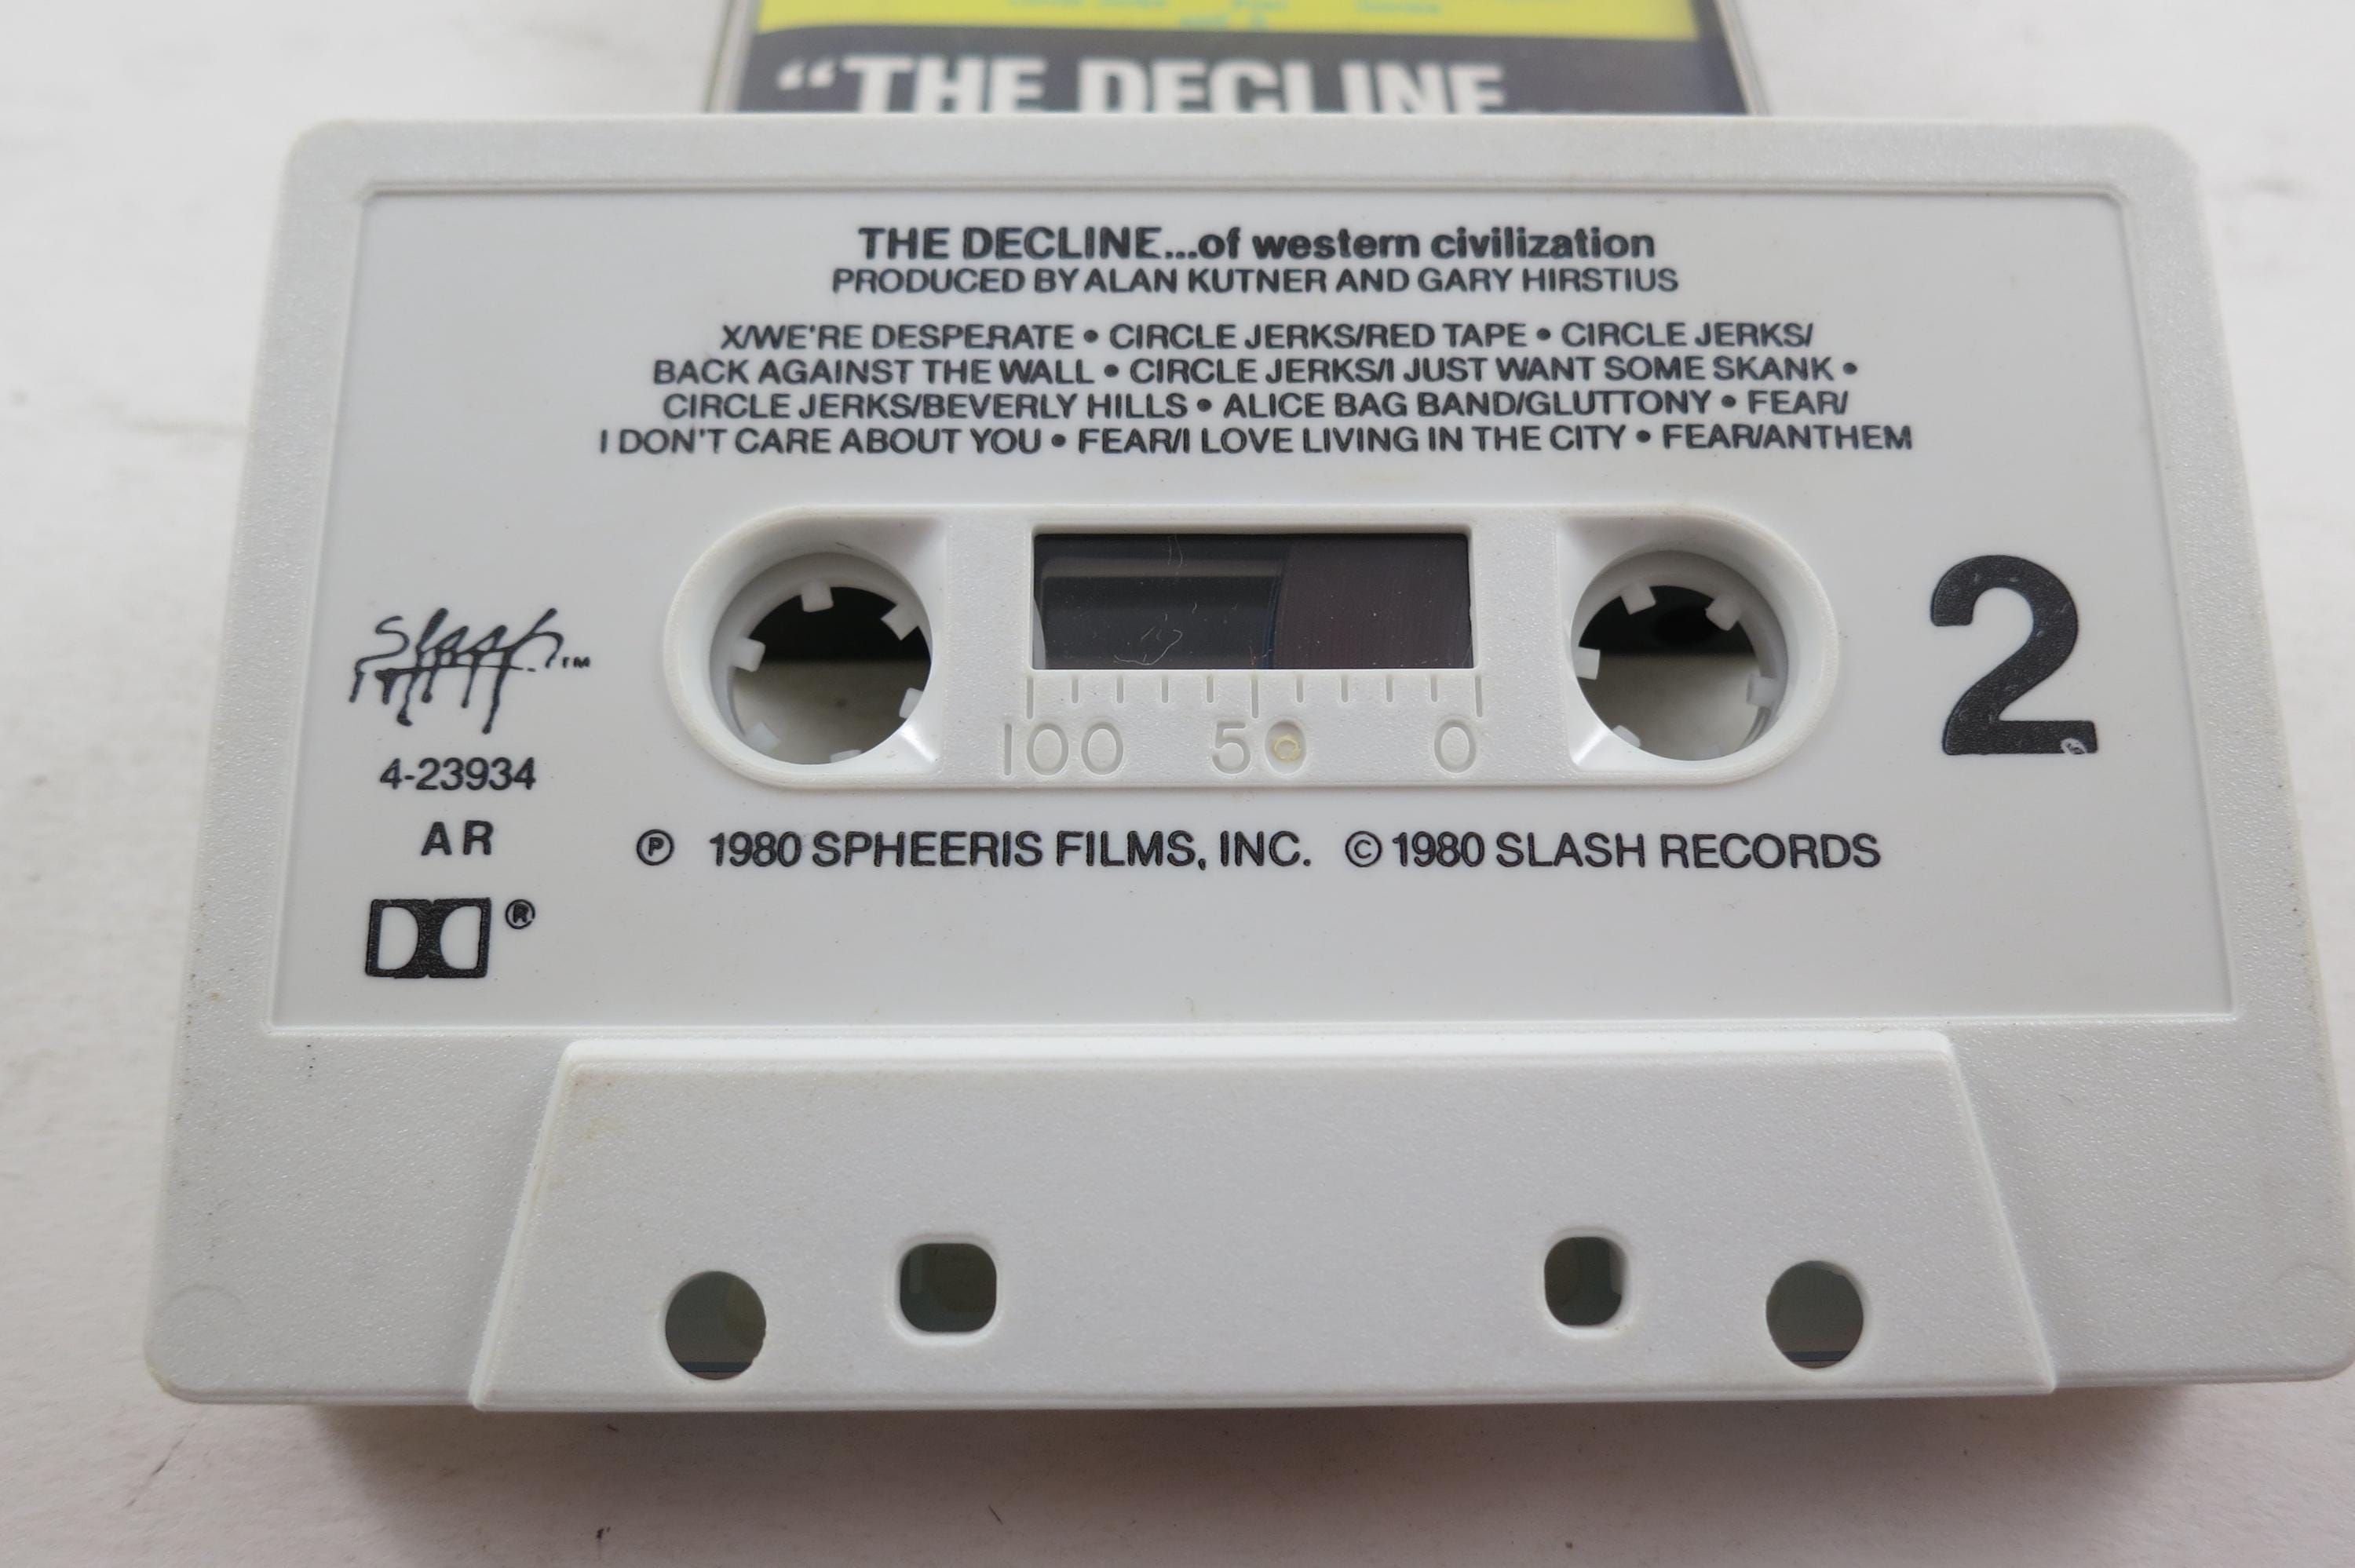 “THE DECLINE...
THE DECLINE...of western civilization
PRODUCED BY ALAN KUTNER AND GARY HIRSTIUS
X/WE'RE DESPERATE • CIRCLE JERKS/RED TAPE • CIRCLE JERKS/
BACK AGAINST THE WALL • CIRCLE JERKS/I JUST WANT SOME SKANK •
CIRCLE JERKS/BEVERLY HILLS • ALICE BAG BAND/GLUTTONY • FEAR/
I DON'T CARE ABOUT YOU • FEAR/I LOVE LIVING IN THE CITY • FEAR/ANTHEM
slash™
2
100 50 0
4-23934
AR
℗ 1980 SPHEERIS FILMS, INC. © 1980 SLASH RECORDS
®